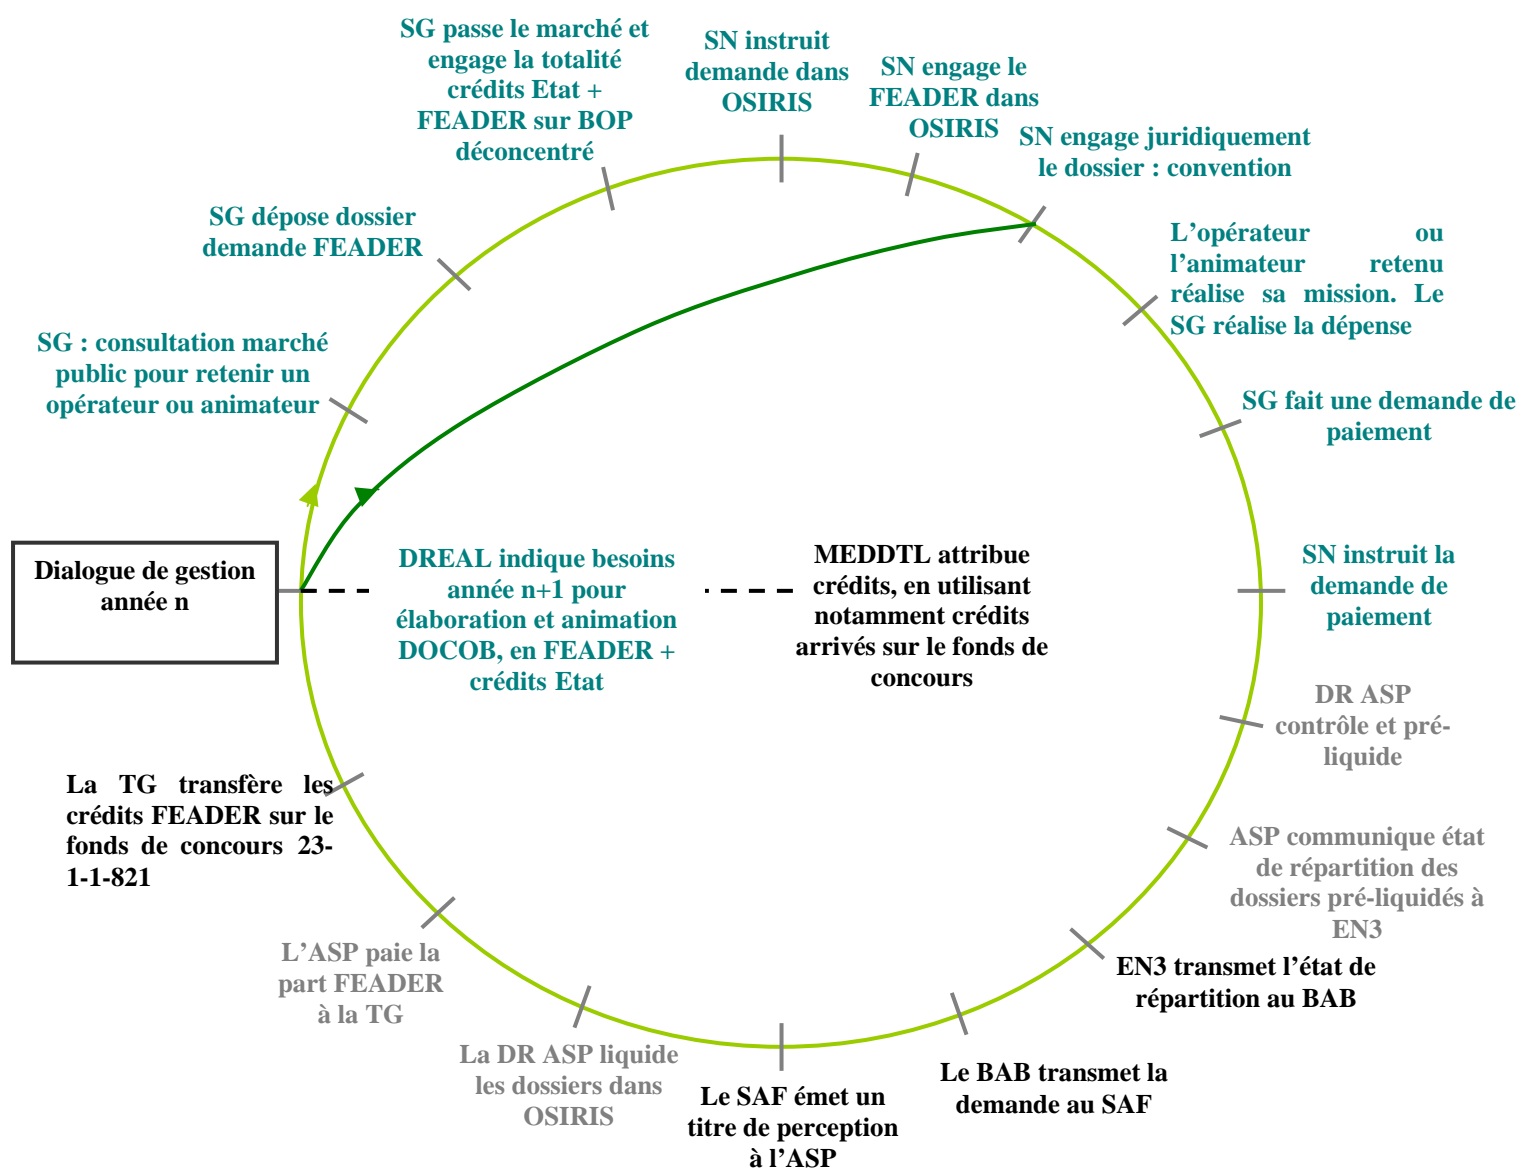 SG passe le marché et
engage la totalité
crédits Etat +
FEADER sur BOP
déconcentré
SN instruit
demande dans
OSIRIS
SN engage le
FEADER dans
OSIRIS
SN engage juridiquement
le dossier : convention
SG dépose dossier
demande FEADER
L’opérateur ou
l’animateur retenu
réalise sa mission. Le
SG réalise la dépense
SG : consultation marché
public pour retenir un
opérateur ou animateur
SG fait une demande de
paiement
Dialogue de gestion
année n
DREAL indique besoins
année n+1 pour
élaboration et animation
DOCOB, en FEADER +
crédits Etat
MEDDTL attribue
crédits, en utilisant
notamment crédits
arrivés sur le fonds de
concours
SN instruit la
demande de
paiement
DR ASP
contrôle et pré-
liquide
La TG transfère les
crédits FEADER sur le
fonds de concours 23-
1-1-821
ASP communique état
de répartition des
dossiers pré-liquidés à
EN3
L’ASP paie la
part FEADER
à la TG
EN3 transmet l’état de
répartition au BAB
La DR ASP liquide
les dossiers dans
OSIRIS
Le SAF émet un
titre de perception
à l’ASP
Le BAB transmet la
demande au SAF